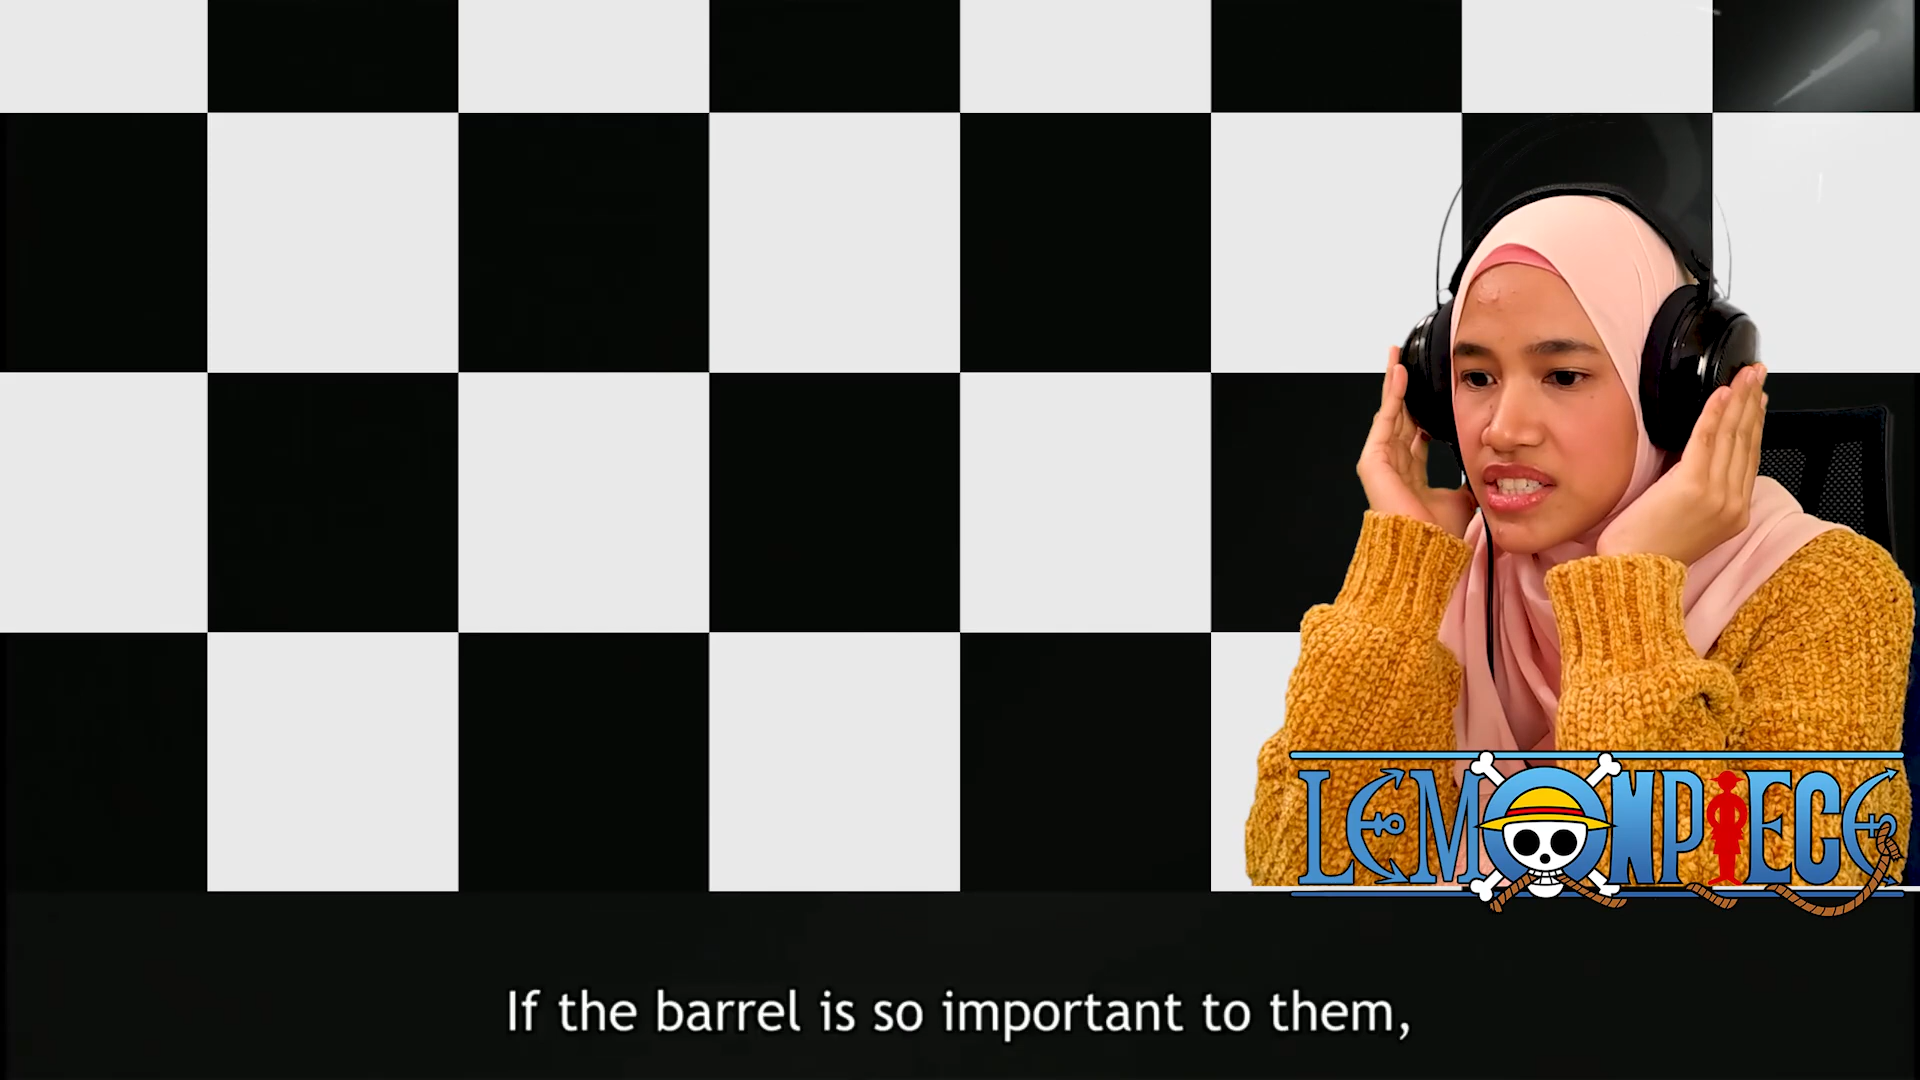 LEMONPIECE
If the barrel is so important to them,